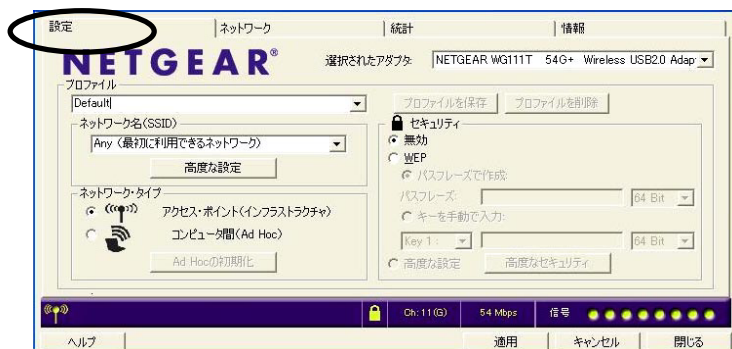 設定 ネットワーク 統計 情報
NETGEAR® 選択されたアダプタ: NETGEAR WG111T 54G+ Wireless USB2.0 Adap
プロファイル
Default プロファイルを保存 プロファイルを削除
ネットワーク名(SSID)
Any (最初に利用できるネットワーク)
高度な設定
ネットワーク・タイプ
アクセス・ポイント(インフラストラクチャ)
コンピュータ間(Ad Hoc)
Ad Hocの初期化
セキュリティ
無効
WEP
パスフレーズで作成:
パスフレーズ: 64 Bit
キーを手動で入力:
Key 1 : 64 Bit
高度な設定 高度なセキュリティ
Ch: 11 (G) 54 Mbps 信号
ヘルプ 適用 キャンセル 閉じる